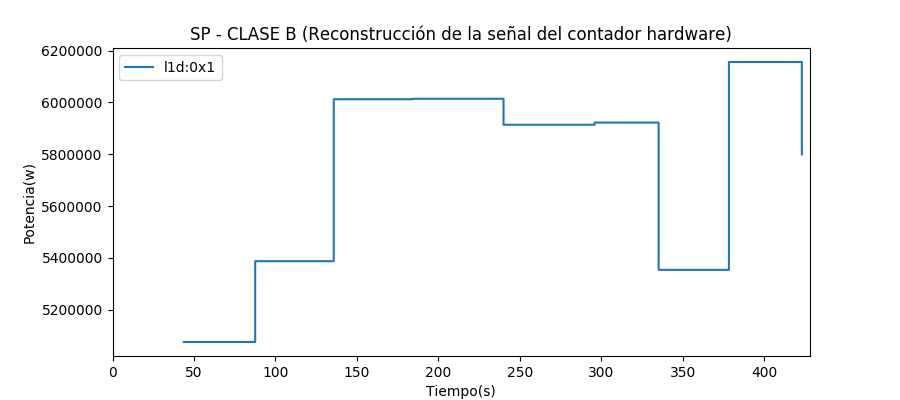 SP - CLASE B (Reconstrucción de la señal del contador hardware)
l1d:0x1
Potencia(w)
6200000
6000000
5800000
5600000
5400000
5200000
0 50 100 150 200 250 300 350 400
Tiempo(s)